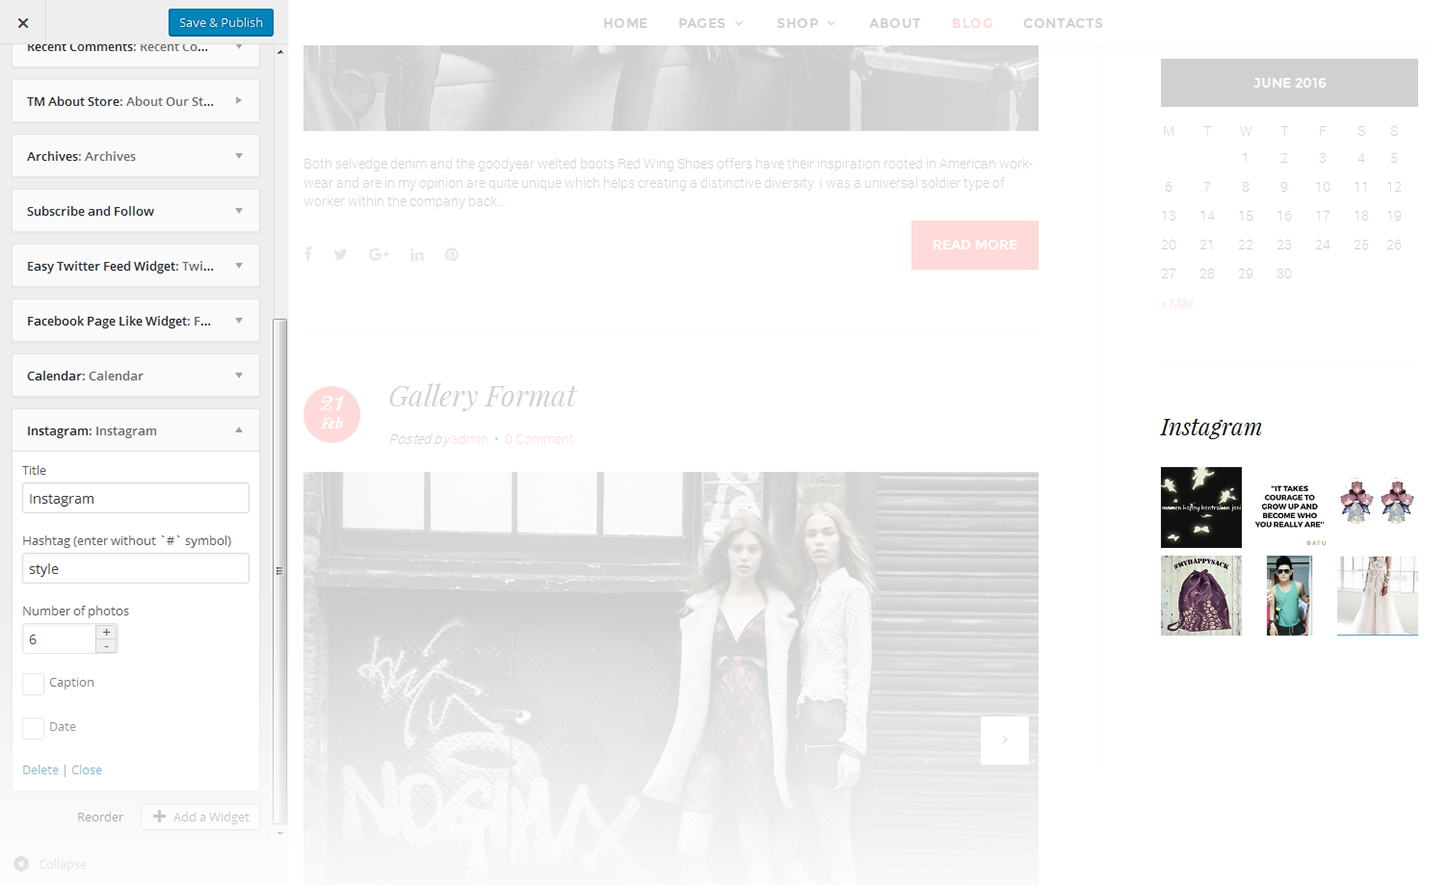 Save & Publish
Recent Comments: Recent Co...
TM About Store: About Our St...
Archives: Archives
Subscribe and Follow
Easy Twitter Feed Widget: Twi...
Facebook Page Like Widget: F...
Calendar: Calendar
Instagram: Instagram
Title
Instagram
Hashtag (enter without `#` symbol)
style
Number of photos
6
+
-
Caption
Date
Delete | Close
Reorder
Add a Widget
Collapse
HOME PAGES SHOP ABOUT BLOG CONTACTS
Both selvedge denim and the goodyear welted boots Red Wing Shoes offers have their inspiration rooted in American work-
wear and are in my opinion are quite unique which helps creating a distinctive diversity. I was a universal soldier type of
worker within the company back...
READ MORE
21
Feb
Gallery Format
Posted by admin • 0 Comment
JUNE 2016
M T W T F S S
1 2 3 4 5
6 7 8 9 10 11 12
13 14 15 16 17 18 19
20 21 22 23 24 25 26
27 28 29 30
« Mar
Instagram
"IT TAKES
COURAGE TO
GROW UP AND
BECOME WHO
YOU REALLY ARE"
BATU
#MYHAPPYSACK